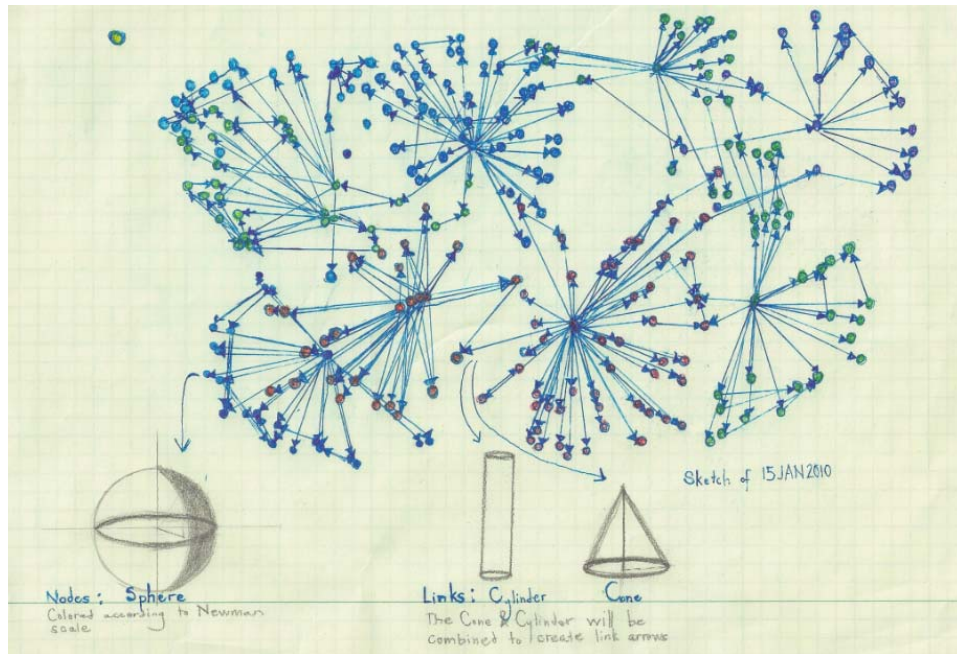 Sketch of 15JAN2010
Nodes: Sphere
Colored according to Newman
scale
Links: Cylinder Cone
The Cone & Cylinder will be
combined to create link arrows